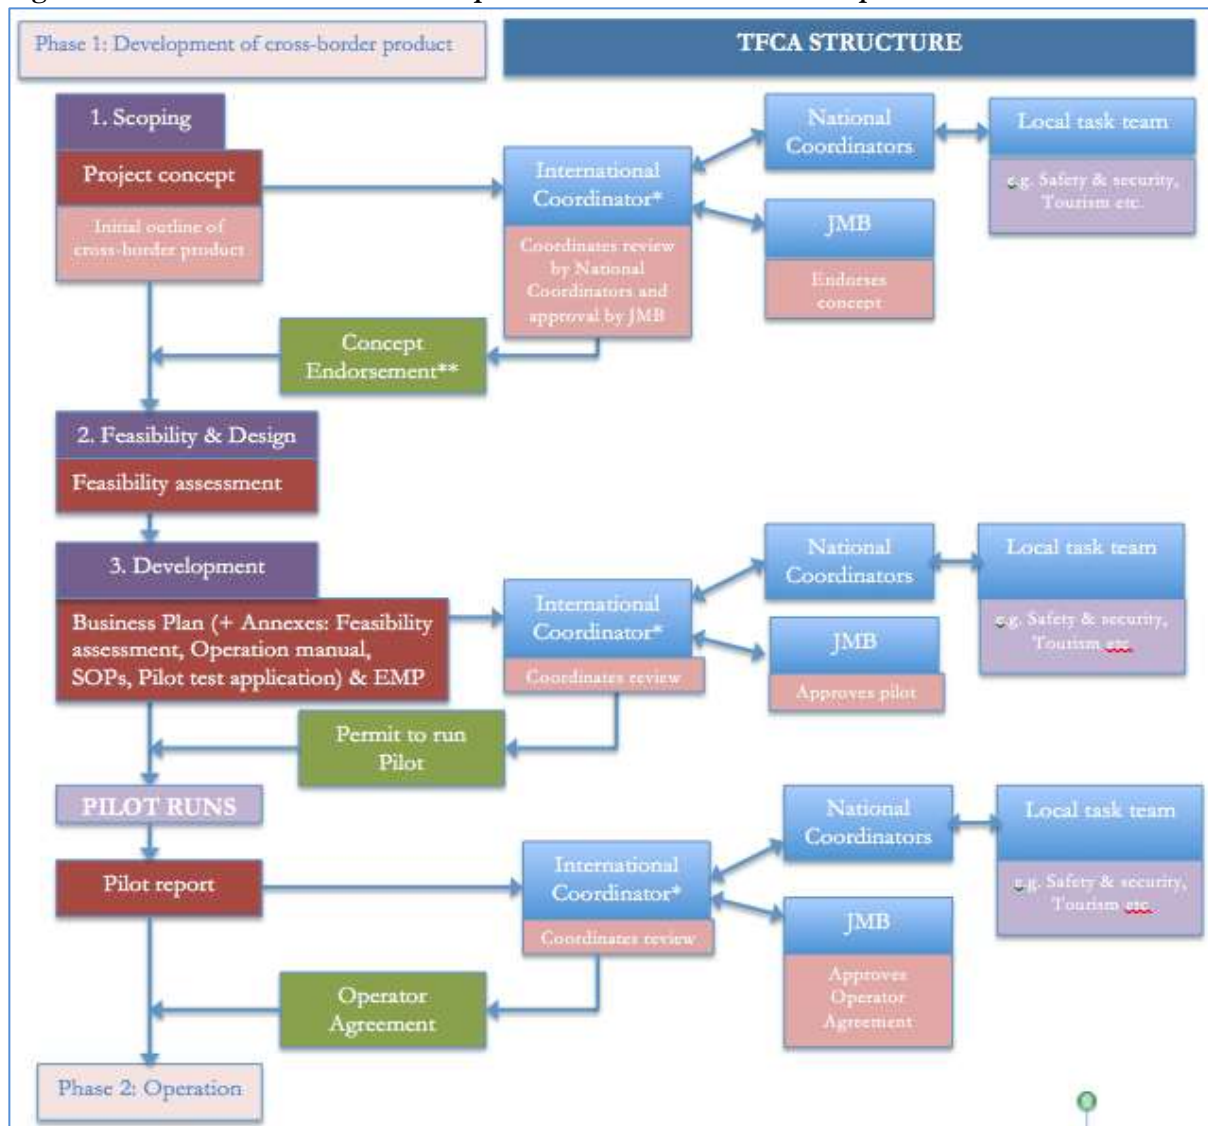 Phase 1: Development of cross-border product
TFCA STRUCTURE
1. Scoping
Project concept
Initial outline of
cross-border product
International
Coordinator*
Coordinates review
by National
Coordinators and
approval by JMB
National
Coordinators
Local task team
e.g. Safety & security,
Tourism etc.
JMB
Endorses
concept
Concept
Endorsement**
2. Feasibility & Design
Feasibility assessment
3. Development
Business Plan (+ Annexes: Feasibility
assessment, Operation manual,
SOPs, Pilot test application) & EMP
International
Coordinator*
Coordinates review
National
Coordinators
Local task team
e.g. Safety & security,
Tourism etc.
JMB
Approves pilot
Permit to run
Pilot
PILOT RUNS
Pilot report
International
Coordinator*
Coordinates review
National
Coordinators
Local task team
e.g. Safety & security,
Tourism etc
JMB
Approves
Operator
Agreement
Operator
Agreement
Phase 2: Operation